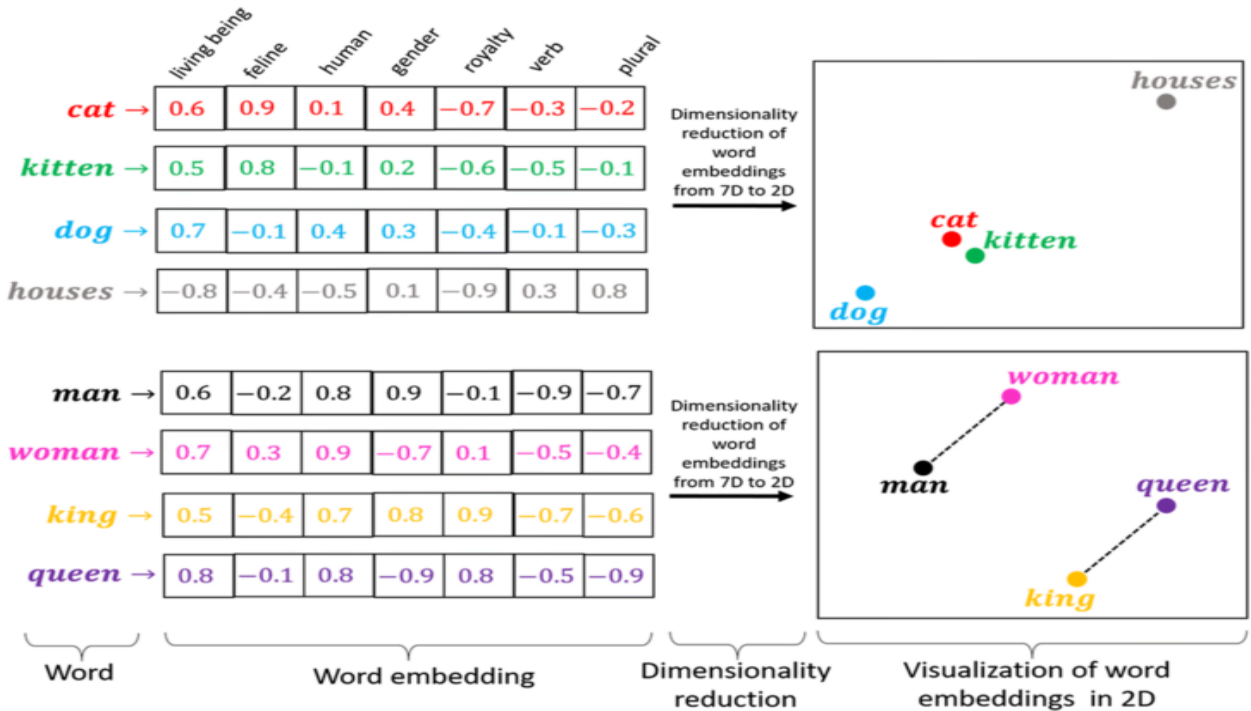 living being feline human gender royalty verb plural
cat → 0.6 0.9 0.1 0.4 −0.7 −0.3 −0.2
kitten → 0.5 0.8 −0.1 0.2 −0.6 −0.5 −0.1
dog → 0.7 −0.1 0.4 0.3 −0.4 −0.1 −0.3
houses → −0.8 −0.4 −0.5 0.1 −0.9 0.3 0.8
Dimensionality
reduction of
word
embeddings
from 7D to 2D
houses
cat
kitten
dog
man → 0.6 −0.2 0.8 0.9 −0.1 −0.9 −0.7
woman → 0.7 0.3 0.9 −0.7 0.1 −0.5 −0.4
king → 0.5 −0.4 0.7 0.8 0.9 −0.7 −0.6
queen → 0.8 −0.1 0.8 −0.9 0.8 −0.5 −0.9
Dimensionality
reduction of
word
embeddings
from 7D to 2D
woman
man
queen
king
Word
Word embedding
Dimensionality
reduction
Visualization of word
embeddings in 2D